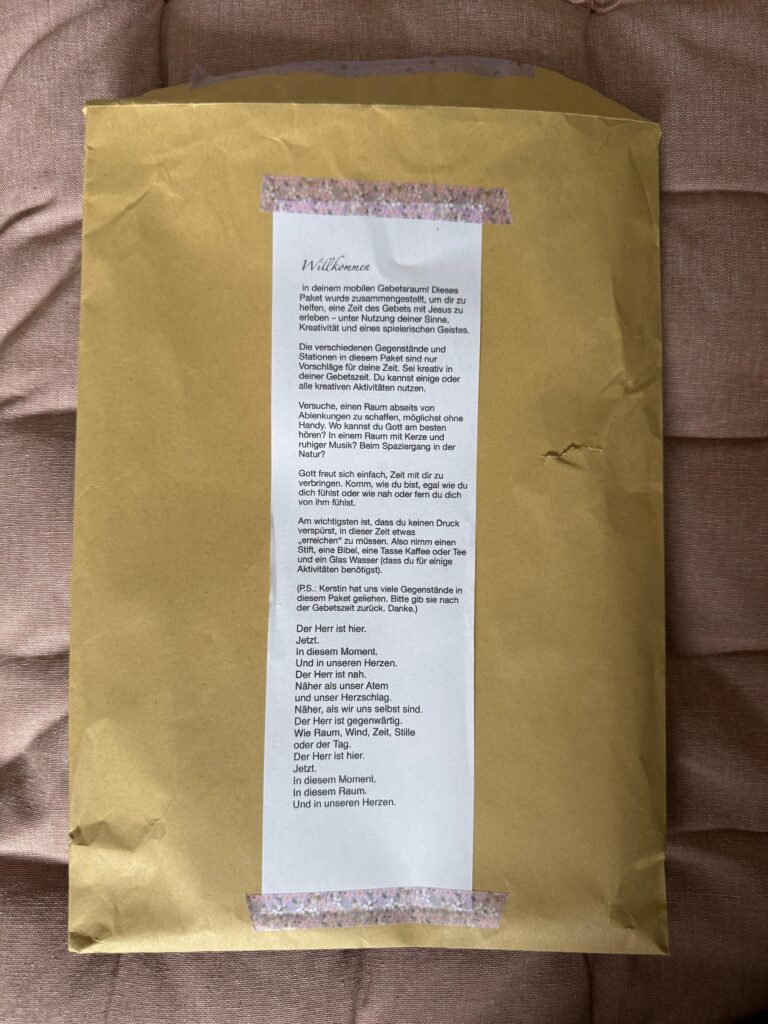 Willkommen
in deinem mobilen Gebetsraum! Dieses
Paket wurde zusammengestellt, um dir zu
helfen, eine Zeit des Gebets mit Jesus zu
erleben – unter Nutzung deiner Sinne,
Kreativität und eines spielerischen Geistes.
Die verschiedenen Gegenstände und
Stationen in diesem Paket sind nur
Vorschläge für deine Zeit. Sei kreativ in
deiner Gebetszeit. Du kannst einige oder
alle kreativen Aktivitäten nutzen.
Versuche, einen Raum abseits von
Ablenkungen zu schaffen, möglichst ohne
Handy. Wo kannst du Gott am besten
hören? In einem Raum mit Kerze und
ruhiger Musik? Beim Spaziergang in der
Natur?
Gott freut sich einfach, Zeit mit dir zu
verbringen. Komm, wie du bist, egal wie du
dich fühlst oder wie nah oder fern du dich
von ihm fühlst.
Am wichtigsten ist, dass du keinen Druck
verspürst, in dieser Zeit etwas
„erreichen“ zu müssen. Also nimm einen
Stift, eine Bibel, eine Tasse Kaffee oder Tee
und ein Glas Wasser (dass du für einige
Aktivitäten benötigst).
(P.S.: Kerstin hat uns viele Gegenstände in
diesem Paket geliehen. Bitte gib sie nach
der Gebetszeit zurück. Danke.)
Der Herr ist hier.
Jetzt.
In diesem Moment.
Und in unseren Herzen.
Der Herr ist nah.
Näher als unser Atem
und unser Herzschlag.
Näher, als wir uns selbst sind.
Der Herr ist gegenwärtig.
Wie Raum, Wind, Zeit, Stille
oder der Tag.
Der Herr ist hier.
Jetzt.
In diesem Moment.
In diesem Raum.
Und in unseren Herzen.